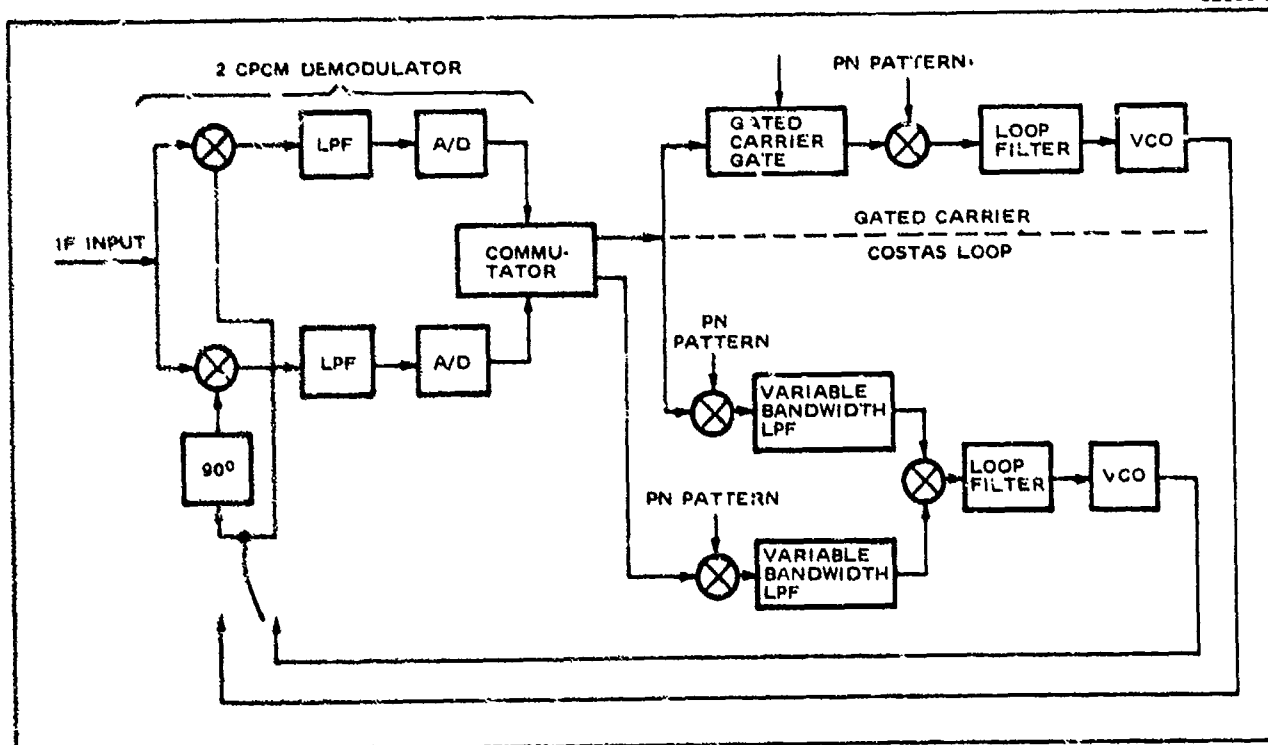 2 CPCM DEMODULATOR
PN PATTERN
LPF
A/D
GATED
CARRIER
GATE
LOOP
FILTER
VCO
IF INPUT
COMMU-
TATOR
GATED CARRIER
COSTAS LOOP
LPF
A/D
PN
PATTERN
VARIABLE
BANDWIDTH
LPF
90°
LOOP
FILTER
VCO
PN PATTERN
VARIABLE
BANDWIDTH
LPF